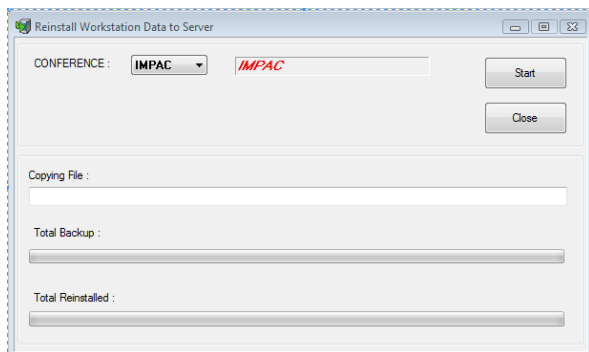 Reinstall Workstation Data to Server
CONFERENCE : IMPAC IMPAC
Start
Close
Copying File :
Total Backup :
Total Reinstalled :